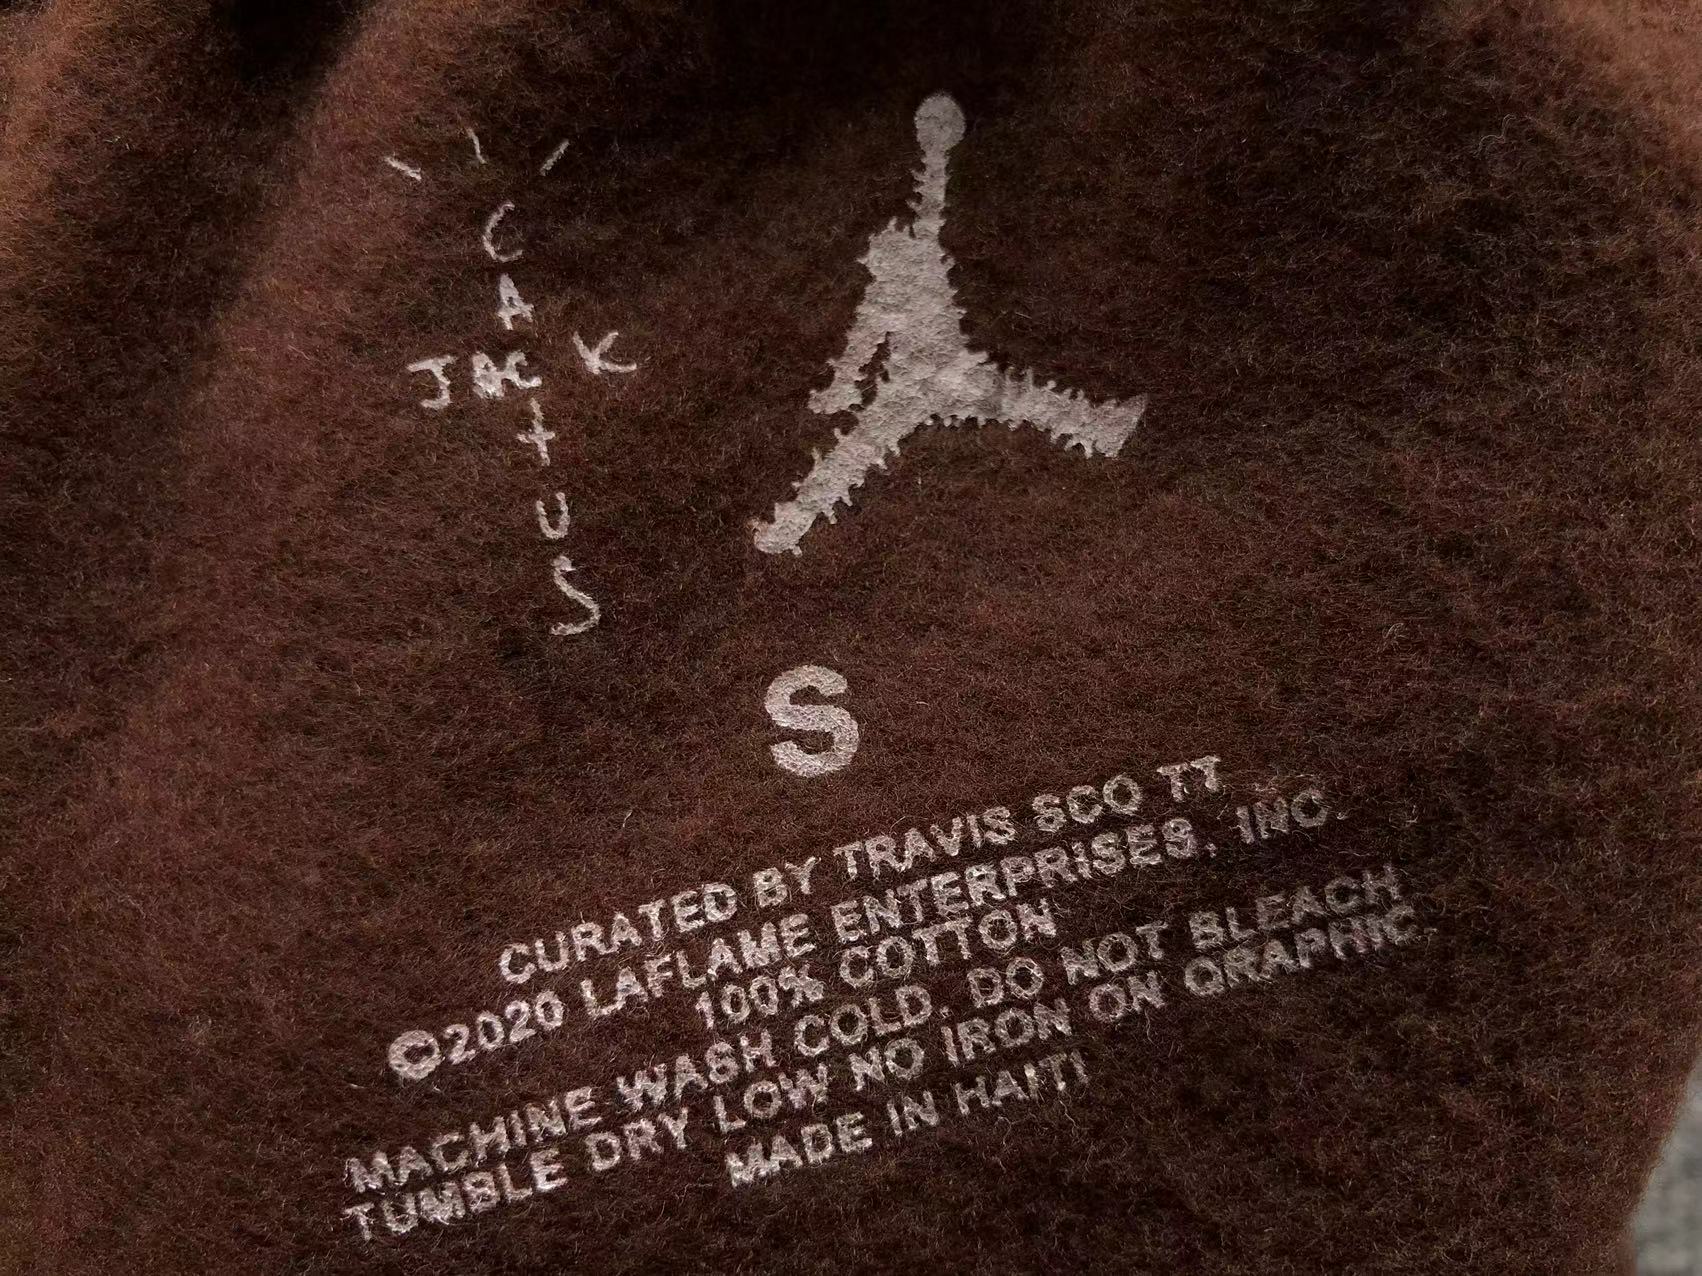 CACTUS
JACK
S
CURATED BY TRAVIS SCO TT
©2020 LAFLAME ENTERPRISES, INC.
100% COTTON
MACHINE WASH COLD. DO NOT BLEACH
TUMBLE DRY LOW NO IRON ON GRAPHIC
MADE IN HAITI